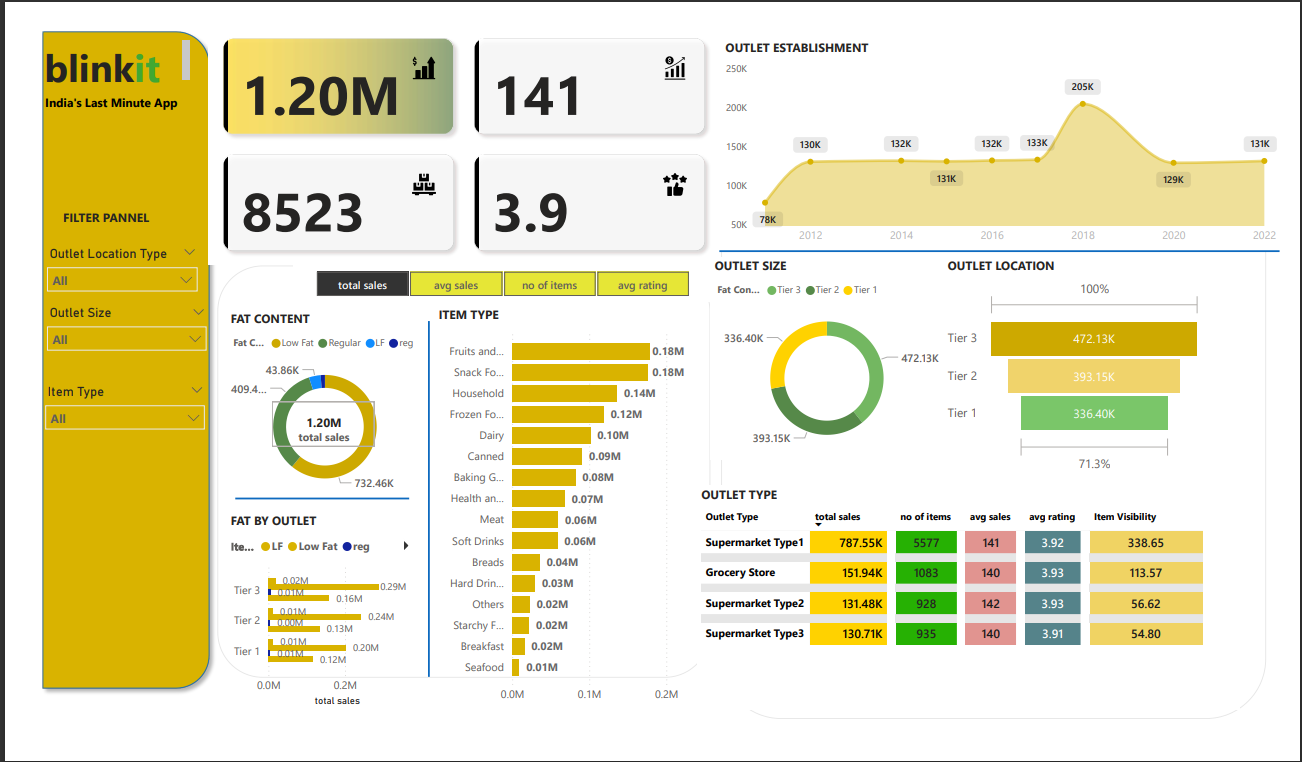 blinkit
India's Last Minute App
FILTER PANNEL
Outlet Location Type
All
Outlet Size
All
Item Type
All
1.20M
141
8523
3.9
OUTLET ESTABLISHMENT
250K
200K
150K
100K
50K
78K
130K
132K
131K
132K
133K
205K
129K
131K
2012 2014 2016 2018 2020 2022
total sales avg sales no of items avg rating
FAT CONTENT
Fat C... Low Fat Regular LF reg
43.86K
409.4...
1.20M
total sales
732.46K
FAT BY OUTLET
Ite... LF Low Fat reg
Tier 3 0.02M 0.01M 0.29M 0.16M
Tier 2 0.01M 0.00M 0.24M 0.13M
Tier 1 0.01M 0.01M 0.20M 0.12M
0.0M 0.2M
total sales
ITEM TYPE
Fruits and... 0.18M
Snack Fo... 0.18M
Household 0.14M
Frozen Fo... 0.12M
Dairy 0.10M
Canned 0.09M
Baking G... 0.08M
Health an... 0.07M
Meat 0.06M
Soft Drinks 0.06M
Breads 0.04M
Hard Drin... 0.03M
Others 0.02M
Starchy F... 0.02M
Breakfast 0.02M
Seafood 0.01M
0.0M 0.1M 0.2M
OUTLET SIZE
Fat Con... Tier 3 Tier 2 Tier 1
336.40K
472.13K
393.15K
OUTLET LOCATION
100%
Tier 3 472.13K
Tier 2 393.15K
Tier 1 336.40K
71.3%
OUTLET TYPE
Outlet Type total sales no of items avg sales avg rating Item Visibility
Supermarket Type1 787.55K 5577 141 3.92 338.65
Grocery Store 151.94K 1083 140 3.93 113.57
Supermarket Type2 131.48K 928 142 3.93 56.62
Supermarket Type3 130.71K 935 140 3.91 54.80